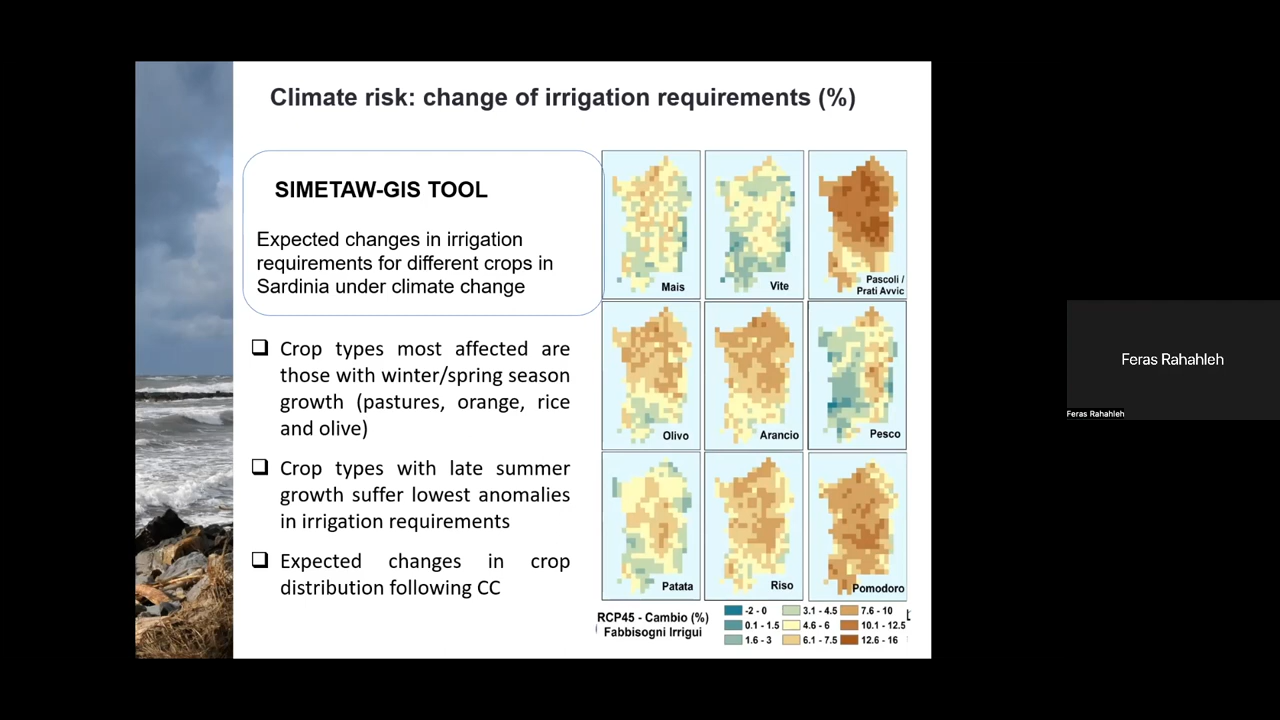 Climate risk: change of irrigation requirements (%)
SIMETAW-GIS TOOL
Expected changes in irrigation
requirements for different crops in
Sardinia under climate change
❑ Crop types most affected are
those with winter/spring season
growth (pastures, orange, rice
and olive)
❑ Crop types with late summer
growth suffer lowest anomalies
in irrigation requirements
❑ Expected changes in crop
distribution following CC
Mais
Vite
Pascoli /
Prati Avvic
Olivo
Arancio
Pesco
Patata
Riso
Pomodoro
RCP45 - Cambio (%)
Fabbisogni Irrigui
-2 - 0
3.1 - 4.5
7.6 - 10
0.1 - 1.5
4.6 - 6
10.1 - 12.5
1.6 - 3
6.1 - 7.5
12.6 - 16
Feras Rahahleh
Feras Rahahleh